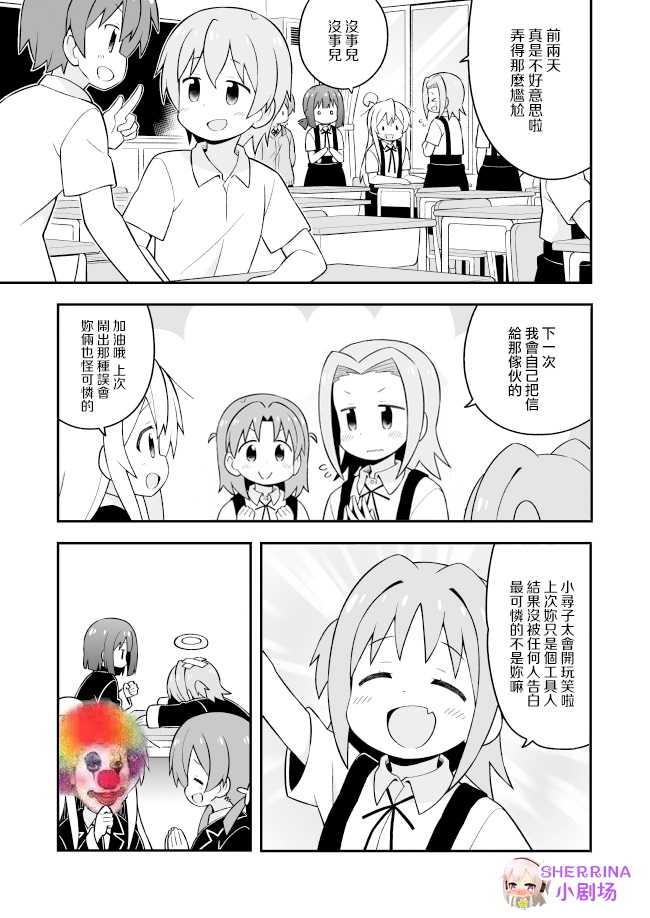 前兩天
真是不好意思啦
弄得那麼尷尬
沒事兒
沒事兒
下一次
我會自己把信
給那傢伙的
加油哦 上次
鬧出那種誤會
妳倆也怪可憐的
小尋子太會開玩笑啦
上次妳只是個工具人
結果沒被任何人告白
最可憐的不是妳嘛
SHERRINA
小剧场